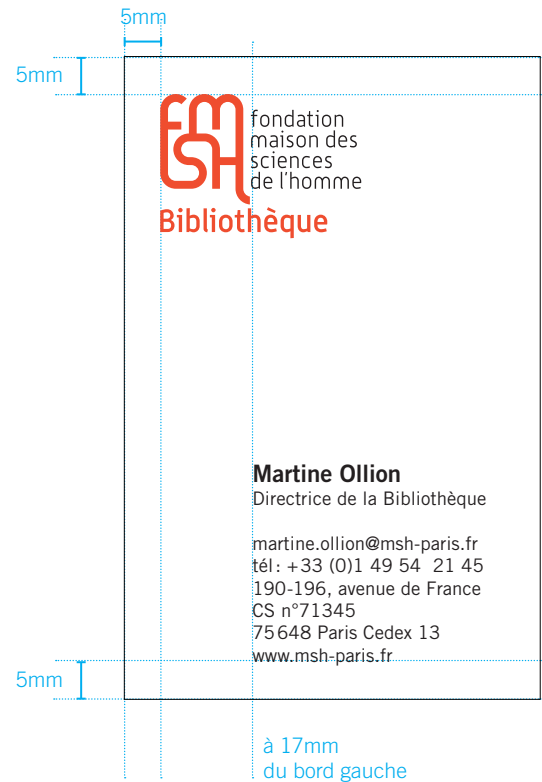 5mm
5mm
fmsh
fondation
maison des
sciences
de l'homme
Bibliothèque
Martine Ollion
Directrice de la Bibliothèque
martine.ollion@msh-paris.fr
tél : +33 (0)1 49 54 21 45
190-196, avenue de France
CS n°71345
75648 Paris Cedex 13
www.msh-paris.fr
5mm
à 17mm
du bord gauche